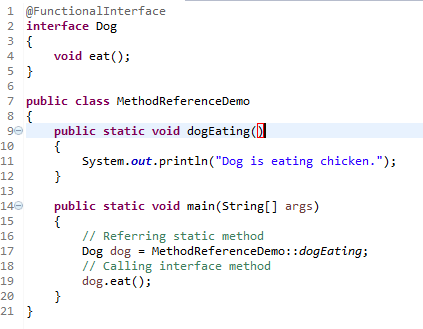 1 @FunctionalInterface
2 interface Dog
3 {
4     void eat();
5 }
6
7 public class MethodReferenceDemo
8 {
9     public static void dogEating()
10     {
11         System.out.println("Dog is eating chicken.");
12     }
13
14     public static void main(String[] args)
15     {
16         // Referring static method
17         Dog dog = MethodReferenceDemo::dogEating;
18         // Calling interface method
19         dog.eat();
20     }
21 }